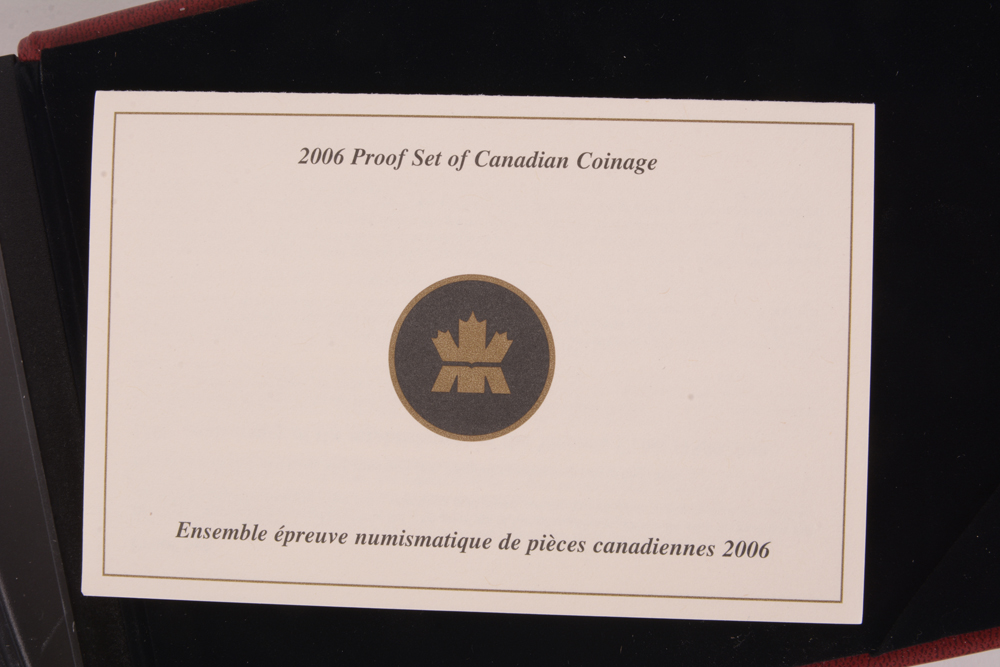 2006 Proof Set of Canadian Coinage
Ensemble épreuve numismatique de pièces canadiennes 2006